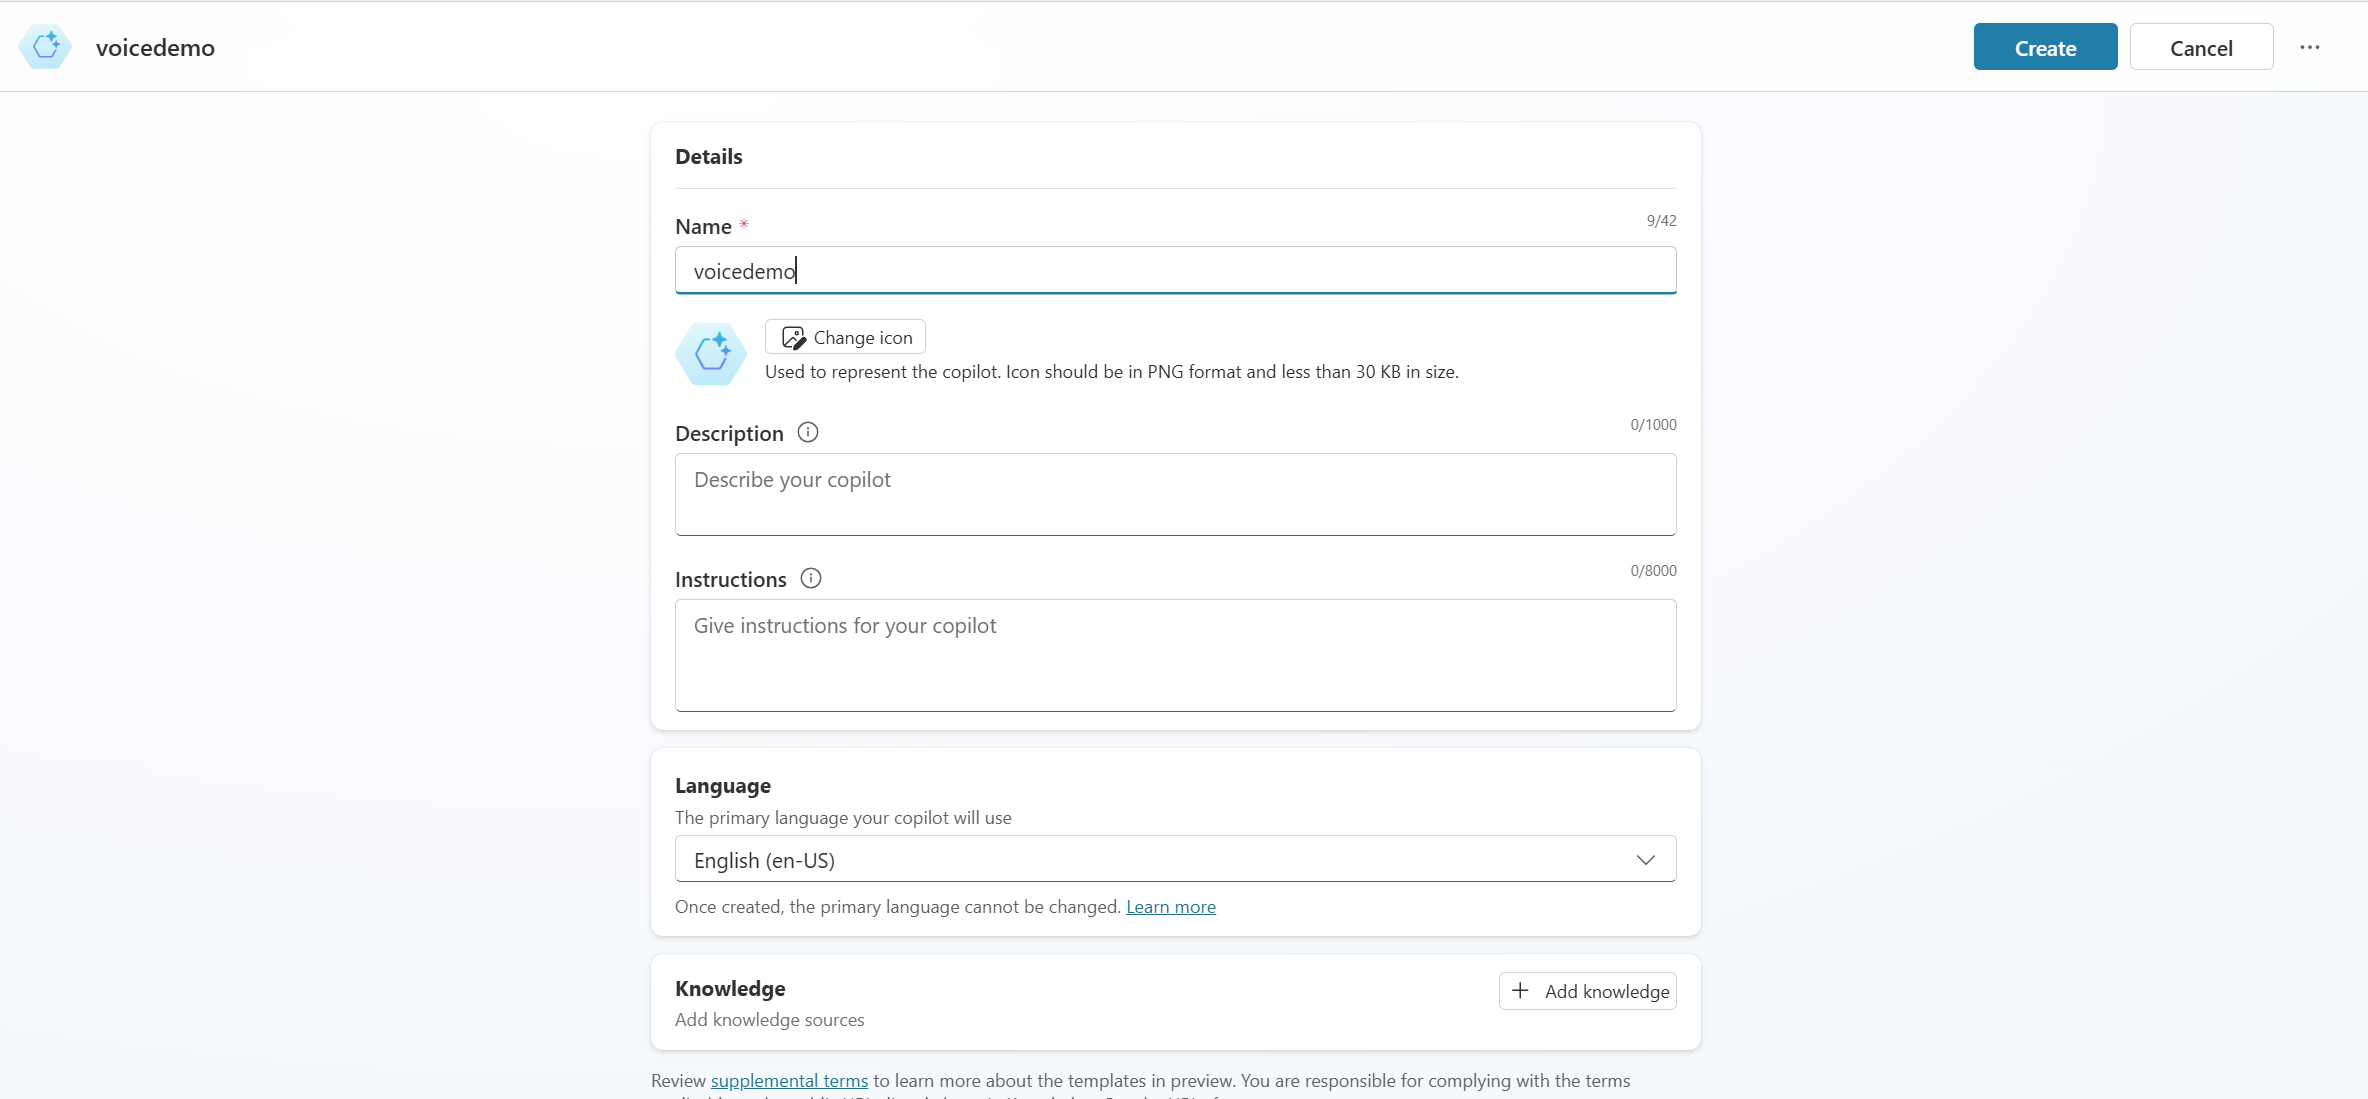 voicedemo
Create
Cancel
Details
Name *
9/42
voicedemo
Change icon
Used to represent the copilot. Icon should be in PNG format and less than 30 KB in size.
Description
0/1000
Describe your copilot
Instructions
0/8000
Give instructions for your copilot
Language
The primary language your copilot will use
English (en-US)
Once created, the primary language cannot be changed. Learn more
Knowledge
Add knowledge
Add knowledge sources
Review supplemental terms to learn more about the templates in preview. You are responsible for complying with the terms